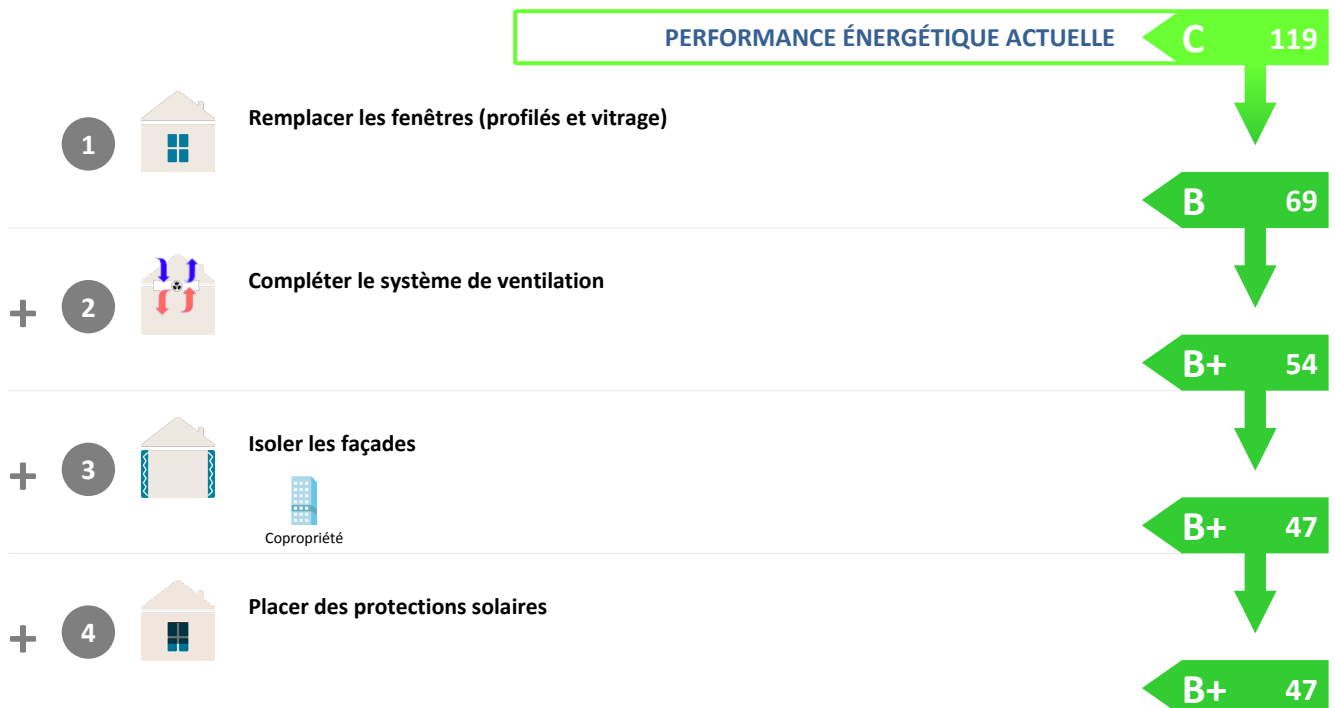 PERFORMANCE ÉNERGÉTIQUE ACTUELLE C 119
1 Remplacer les fenêtres (profilés et vitrage)
B 69
+ 2 Compléter le système de ventilation
B+ 54
+ 3 Isoler les façades
Copropriété
B+ 47
+ 4 Placer des protections solaires
B+ 47